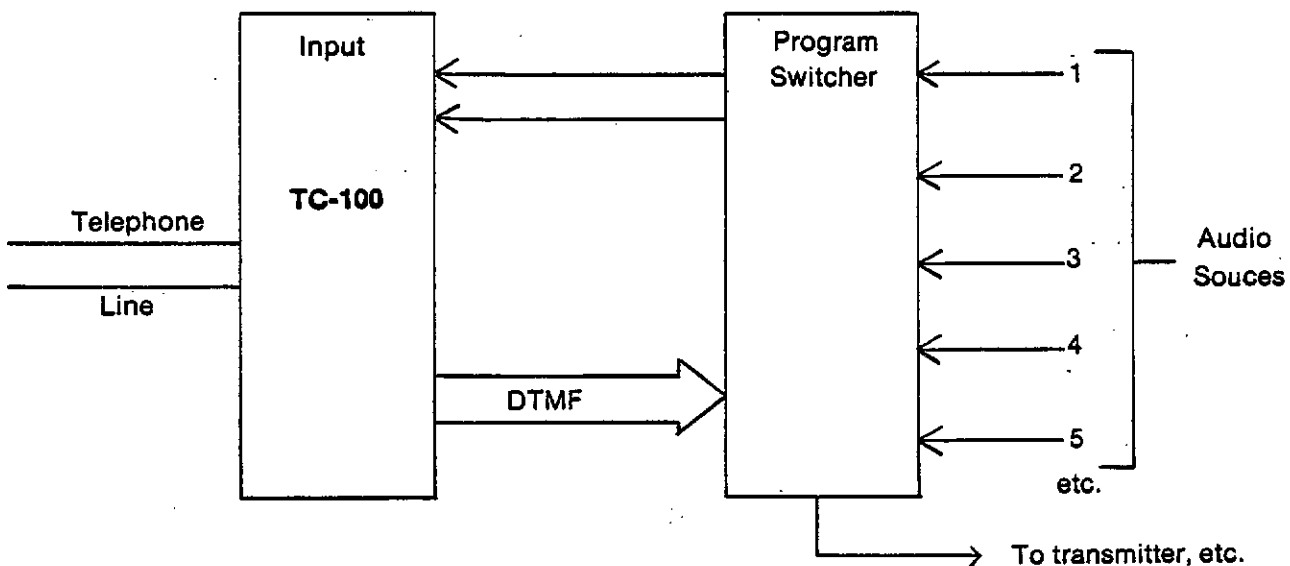 Input
TC-100
Telephone
Line
DTMF
Program
Switcher
1
2
3
4
5
etc.
Audio
Souces
To transmitter, etc.